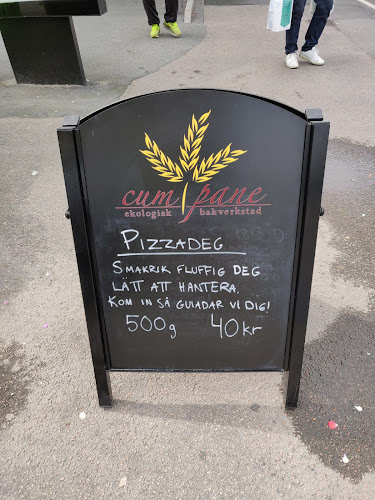 cum pane
ekologisk bakverkstad
PIZZADEG
SMAKRIK FLUFFIG DEG
LÄTT ATT HANTERA.
KOM IN SÅ GUIADAR VI DIG!
500g 40kr